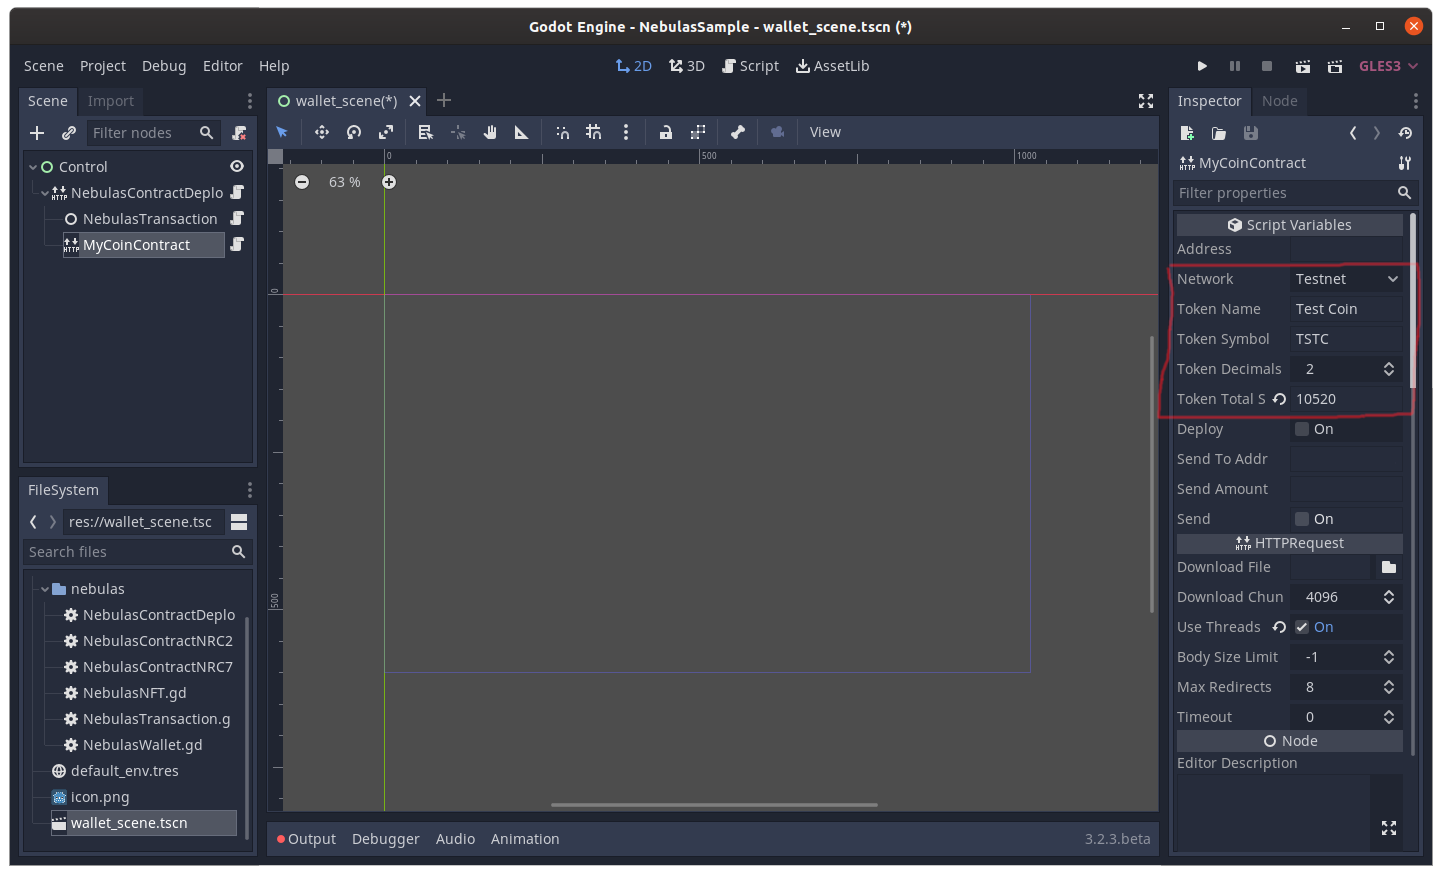 Godot Engine - NebulasSample - wallet_scene.tscn (*)
Scene Project Debug Editor Help
2D 3D Script AssetLib
GLES3
Scene Import
Filter nodes
Control
NebulasContractDeplo
NebulasTransaction
MyCoinContract
FileSystem
res://wallet_scene.tsc
Search files
nebulas
NebulasContractDeplo
NebulasContractNRC2
NebulasContractNRC7
NebulasNFT.gd
NebulasTransaction.g
NebulasWallet.gd
default_env.tres
icon.png
wallet_scene.tscn
wallet_scene(*)
View
0 500 1000
63 %
0
500
Output Debugger Audio Animation 3.2.3.beta
Inspector Node
MyCoinContract
Filter properties
Script Variables
Address
Network Testnet
Token Name Test Coin
Token Symbol TSTC
Token Decimals 2
Token Total S 10520
Deploy On
Send To Addr
Send Amount
Send On
HTTP HTTPRequest
Download File
Download Chun 4096
Use Threads On
Body Size Limit -1
Max Redirects 8
Timeout 0
Node
Editor Description